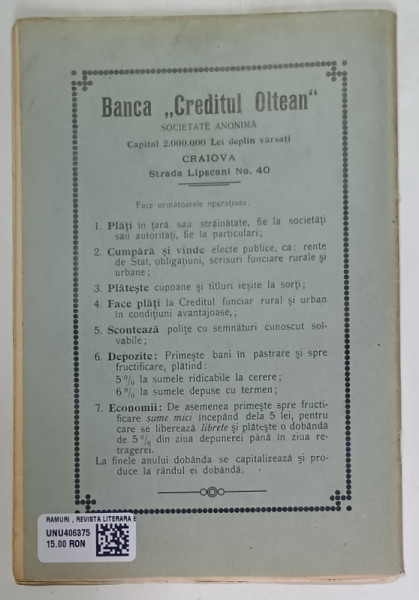 Banca „Creditul Oltean"
SOCIETATE ANONIMĂ
Capital 2.000.000 Lei deplin vărsați
CRAIOVA
Strada Lipscani No. 40
Face următoarele operațiuni:
1. Plăți în țară sau străinătate, fie la societăți
sau autorități, fie la particulari;
2. Cumpără și vinde efecte publice, ca: rente
de Stat, obligațiuni, scrisuri funciare rurale și
urbane;
3. Plătește cupoane și titluri ieșite la sorți;
4. Face plăți la Creditul funciar rural și urban
în condițiuni avantajoase,;
5. Scontează polițe cu semnături cunoscut sol-
vabile;
6. Depozite: Primește bani în păstrare și spre
fructificare, plătind:
5 % la sumele ridicabile la cerere;
6 % la sumele depuse cu termen;
7. Economii: De asemenea primește spre fructi-
ficare sume mici începând dela 5 lei, pentru
care se liberează librete și plătește o dobândă
de 5 % din ziua depunerei până în ziua re-
tragerei.
La finele anului dobânda se capitalizează și pro-
duce la rândul ei dobândă.
RAMURI , REVISTA LITERARA E
UNU406375
15.00 RON